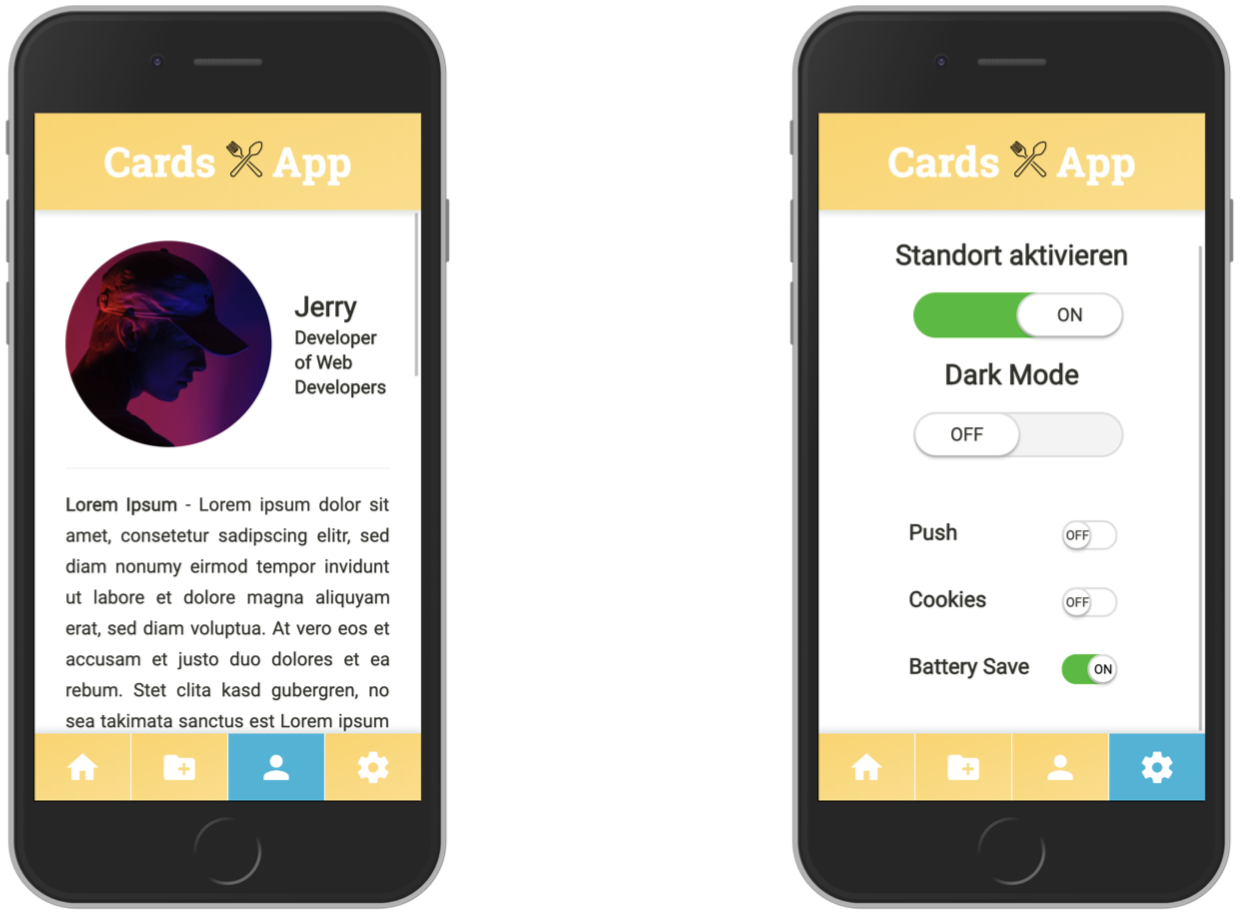 Cards App
Jerry
Developer
of Web
Developers
Lorem Ipsum - Lorem ipsum dolor sit
amet, consetetur sadipscing elitr, sed
diam nonumy eirmod tempor invidunt
ut labore et dolore magna aliquyam
erat, sed diam voluptua. At vero eos et
accusam et justo duo dolores et ea
rebum. Stet clita kasd gubergren, no
sea takimata sanctus est Lorem ipsum
Cards App
Standort aktivieren
ON
Dark Mode
OFF
Push OFF
Cookies OFF
Battery Save ON